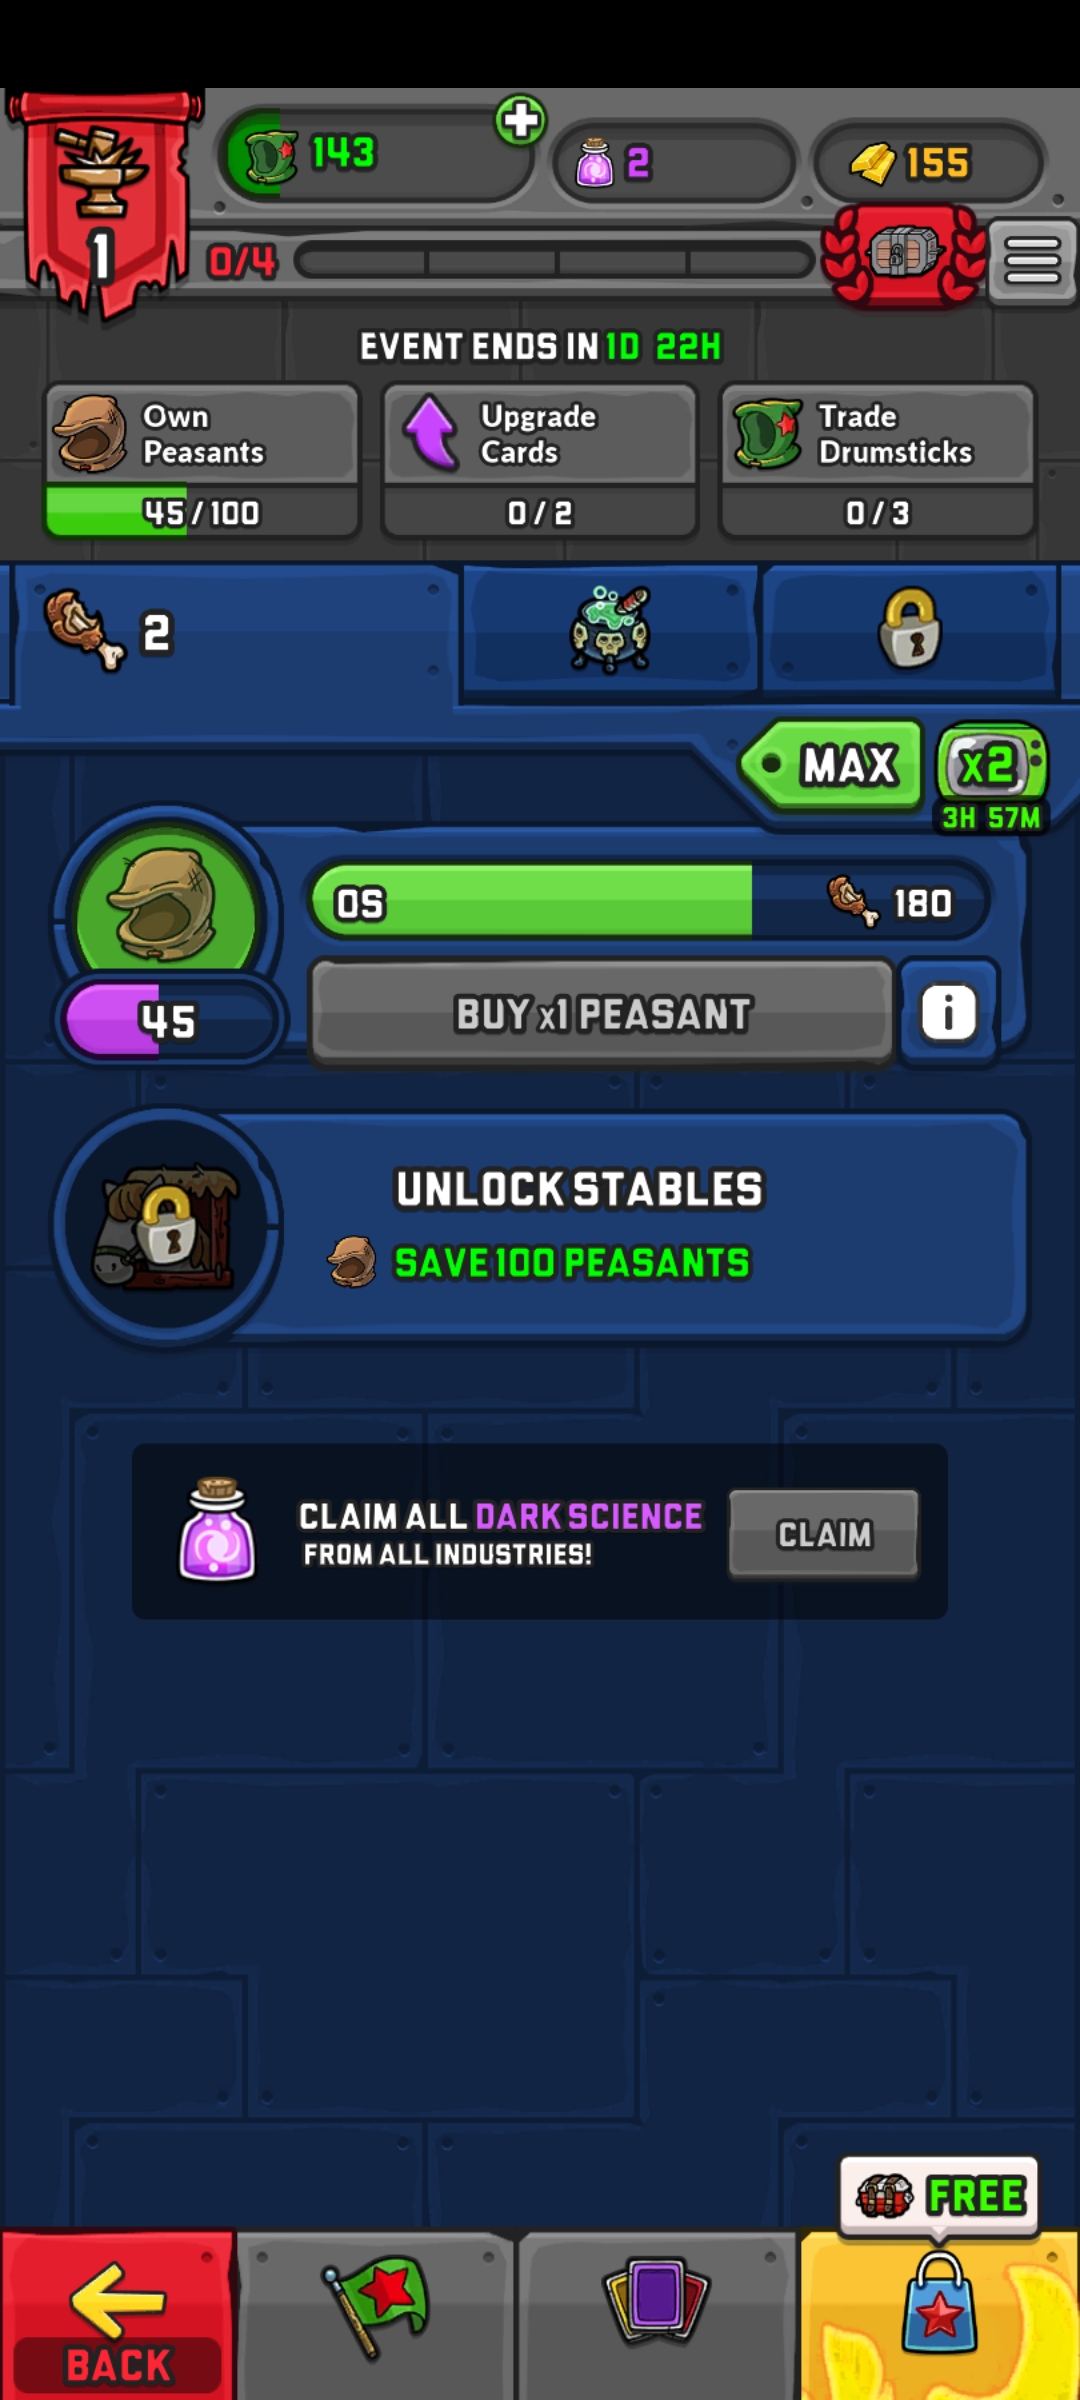 143
2
155
1
0/4
EVENT ENDS IN 1D 22H
Own
Peasants
45/100
Upgrade
Cards
0/2
Trade
Drumsticks
0/3
2
MAX
x2
3H 57M
0S
180
45
BUY x1 PEASANT
i
UNLOCK STABLES
SAVE 100 PEASANTS
CLAIM ALL DARK SCIENCE
FROM ALL INDUSTRIES!
CLAIM
FREE
BACK